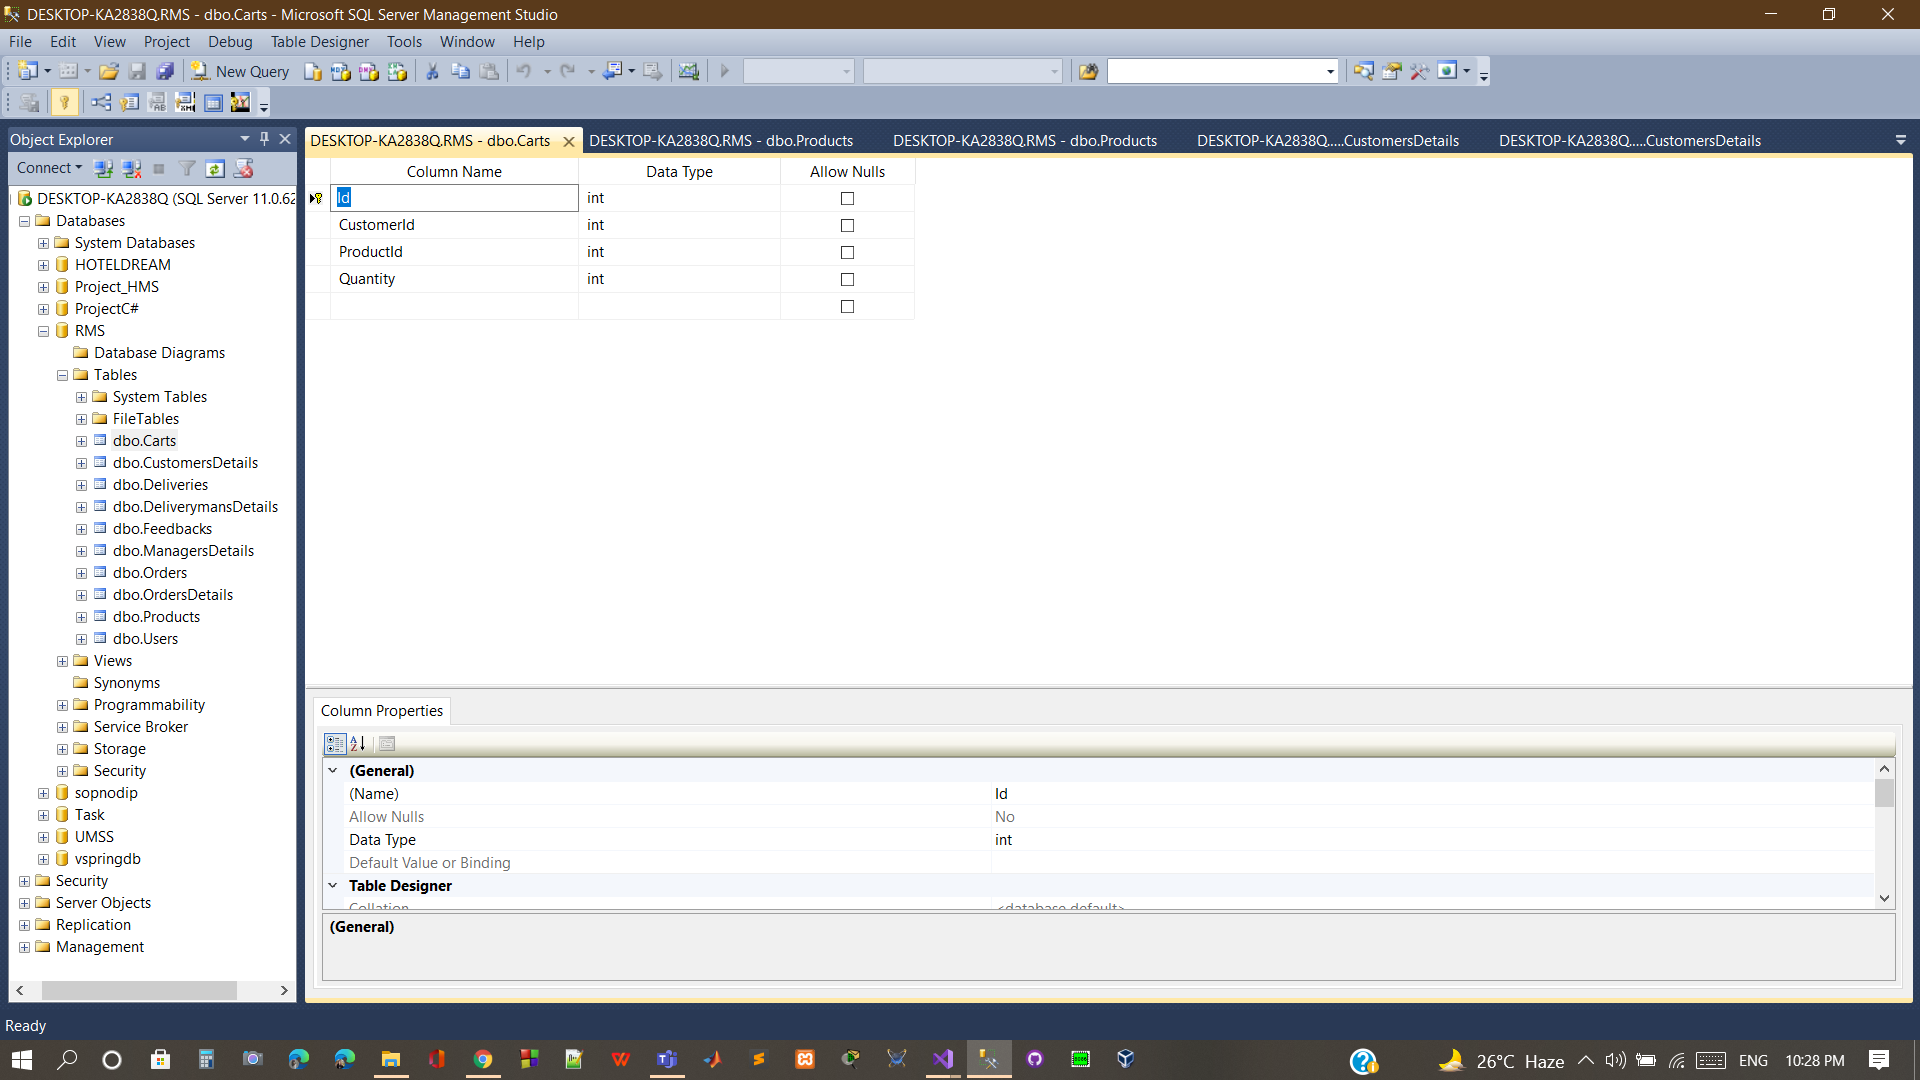 DESKTOP-KA2838Q.RMS - dbo.Carts - Microsoft SQL Server Management Studio
File Edit View Project Debug Table Designer Tools Window Help
New Query
Object Explorer
Connect
DESKTOP-KA2838Q (SQL Server 11.0.62
Databases
System Databases
HOTELDREAM
Project_HMS
ProjectC#
RMS
Database Diagrams
Tables
System Tables
FileTables
dbo.Carts
dbo.CustomersDetails
dbo.Deliveries
dbo.DeliverymansDetails
dbo.Feedbacks
dbo.ManagersDetails
dbo.Orders
dbo.OrdersDetails
dbo.Products
dbo.Users
Views
Synonyms
Programmability
Service Broker
Storage
Security
sopnodip
Task
UMSS
vspringdb
Security
Server Objects
Replication
Management
DESKTOP-KA2838Q.RMS - dbo.Carts DESKTOP-KA2838Q.RMS - dbo.Products DESKTOP-KA2838Q.RMS - dbo.Products DESKTOP-KA2838Q.....CustomersDetails DESKTOP-KA2838Q.....CustomersDetails
Column Name Data Type Allow Nulls
Id int
CustomerId int
ProductId int
Quantity int
Column Properties
(General)
(Name) Id
Allow Nulls No
Data Type int
Default Value or Binding
Table Designer
Collation <database default>
(General)
Ready
26°C Haze ENG 10:28 PM